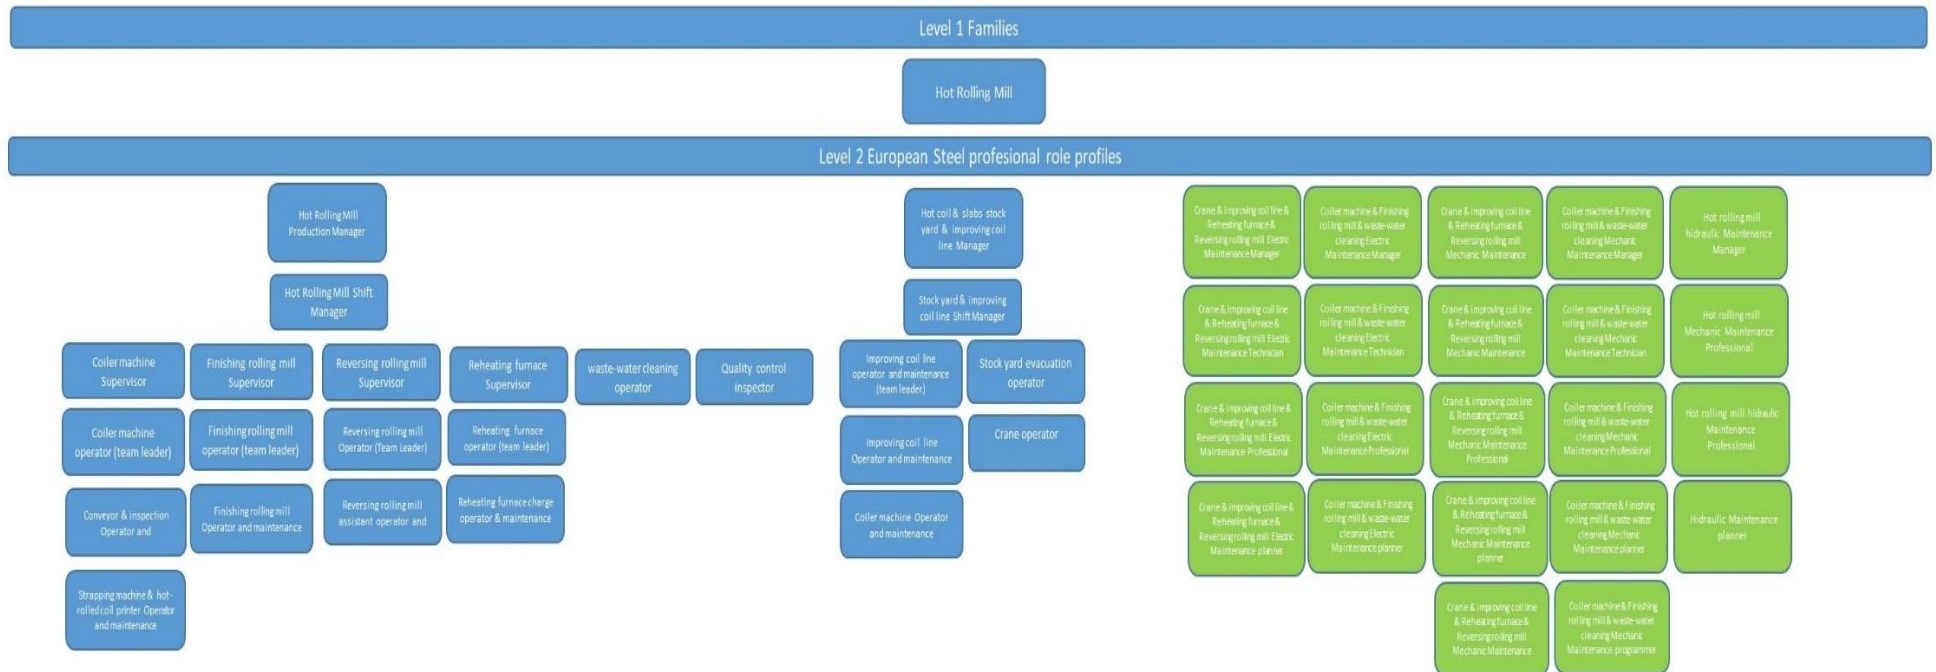 Level 1 Families
Hot Rolling Mill
Level 2 European Steel profesional role profiles
Hot Rolling Mill
Production Manager
Hot Rolling Mill Shift
Manager
Coiler machine
Supervisor
Finishing rolling mill
Supervisor
Reversing rolling mill
Supervisor
Reheating furnace
Supervisor
waste-water cleaning
operator
Quality control
inspector
Coiler machine
operator (team leader)
Finishing rolling mill
operator (team leader)
Reversing rolling mill
Operator (Team Leader)
Reheating furnace
operator (team leader)
Conveyor & inspection
Operator and
Finishing rolling mill
Operator and maintenance
Reversing rolling mill
assistant operator and
Reheating furnace charge
operator & maintenance
Strapping machine & hot-
rolled coil printer Operator
and maintenance
Hot coil & slabs stock
yard & improving coil
line Manager
Stock yard & improving
coil line Shift Manager
Improving coil line
operator and maintenance
(team leader)
Stock yard evacuation
operator
Improving coil line
Operator and maintenance
Crane operator
Coiler machine Operator
and maintenance
Crane & improving coil line &
Reheating furnace &
Reversing rolling mill Electric
Maintenance Manager
Coiler machine & Finishing
rolling mill & waste-water
cleaning Electric
Maintenance Manager
Crane & improving coil line
& Reheating furnace &
Reversing rolling mill
Mechanic Maintenance
Coiler machine & Finishing
rolling mill & waste-water
cleaning Mechanic
Maintenance Manager
Hot rolling mill
hidraulic Maintenance
Manager
Crane & improving coil line
& Reheating furnace &
Reversing rolling mill Electric
Maintenance Technician
Coiler machine & Finishing
rolling mill & waste-water
cleaning Electric
Maintenance Technician
Crane & improving coil line
& Reheating furnace &
Reversing rolling mill
Mechanic Maintenance
Coiler machine & Finishing
rolling mill & waste-water
cleaning Mechanic
Maintenance Technician
Hot rolling mill
Mechanic Maintenance
Professional
Crane & improving coil line &
Reheating furnace &
Reversing rolling mill Electric
Maintenance Professional
Coiler machine & Finishing
rolling mill & waste-water
cleaning Electric
Maintenance Professional
Crane & improving coil line
& Reheating furnace &
Reversing rolling mill
Mechanic Maintenance
Professional
Coiler machine & Finishing
rolling mill & waste-water
cleaning Mechanic
Maintenance Professional
Hot rolling mill hidraulic
Maintenance
Professional
Crane & improving coil line &
Reheating furnace &
Reversing rolling mill Electric
Maintenance planner
Coiler machine & Finishing
rolling mill & waste-water
cleaning Electric
Maintenance planner
Crane & improving coil line
& Reheating furnace &
Reversing rolling mill
Mechanic Maintenance
planner
Coiler machine & Finishing
rolling mill & waste-water
cleaning Mechanic
Maintenance planner
Hidraulic Maintenance
planner
Crane & improving coil line
& Reheating furnace &
Reversing rolling mill
Mechanic Maintenance
Coiler machine & Finishing
rolling mill & waste-water
cleaning Mechanic
Maintenance programmer